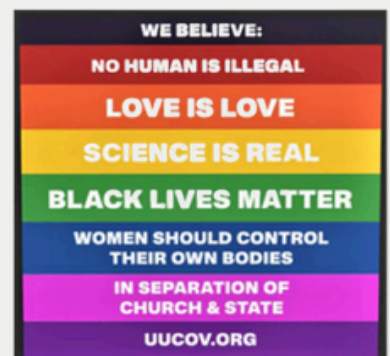 WE BELIEVE:
NO HUMAN IS ILLEGAL
LOVE IS LOVE
SCIENCE IS REAL
BLACK LIVES MATTER
WOMEN SHOULD CONTROL
THEIR OWN BODIES
IN SEPARATION OF
CHURCH & STATE
UUCOV.ORG